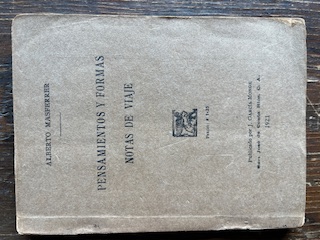 ALBERTO MASFERRER
PENSAMIENTOS Y FORMAS
NOTAS DE VIAJE
Publicado por J. García Monge
San José de Costa Rica, C. A.
1921